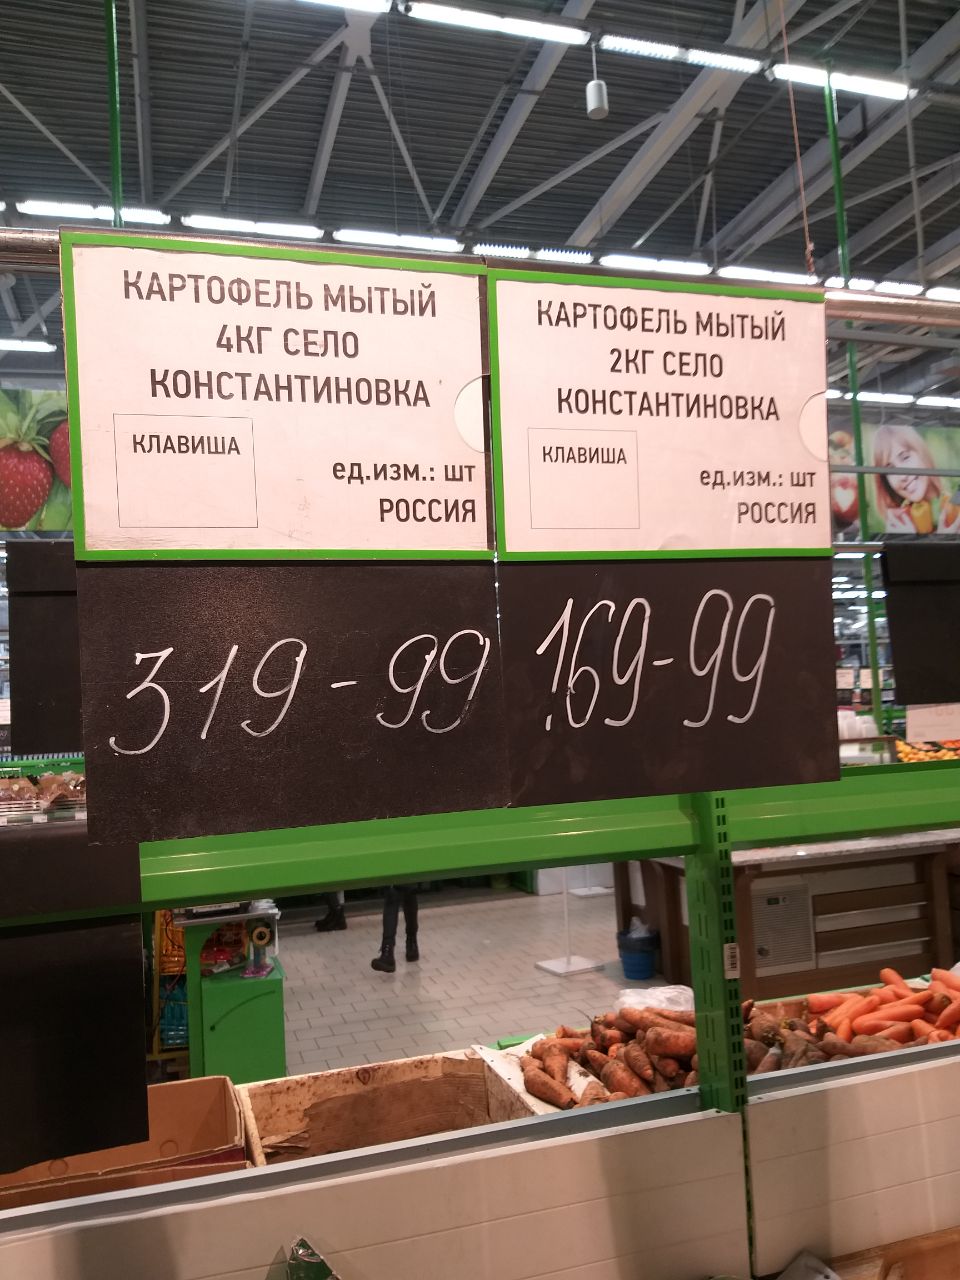 КАРТОФЕЛЬ МЫТЫЙ
4КГ СЕЛО
КОНСТАНТИНОВКА
КЛАВИША
ед.изм.: шт
РОССИЯ
319-99
КАРТОФЕЛЬ МЫТЫЙ
2КГ СЕЛО
КОНСТАНТИНОВКА
КЛАВИША
ед.изм.: шт
РОССИЯ
169-99